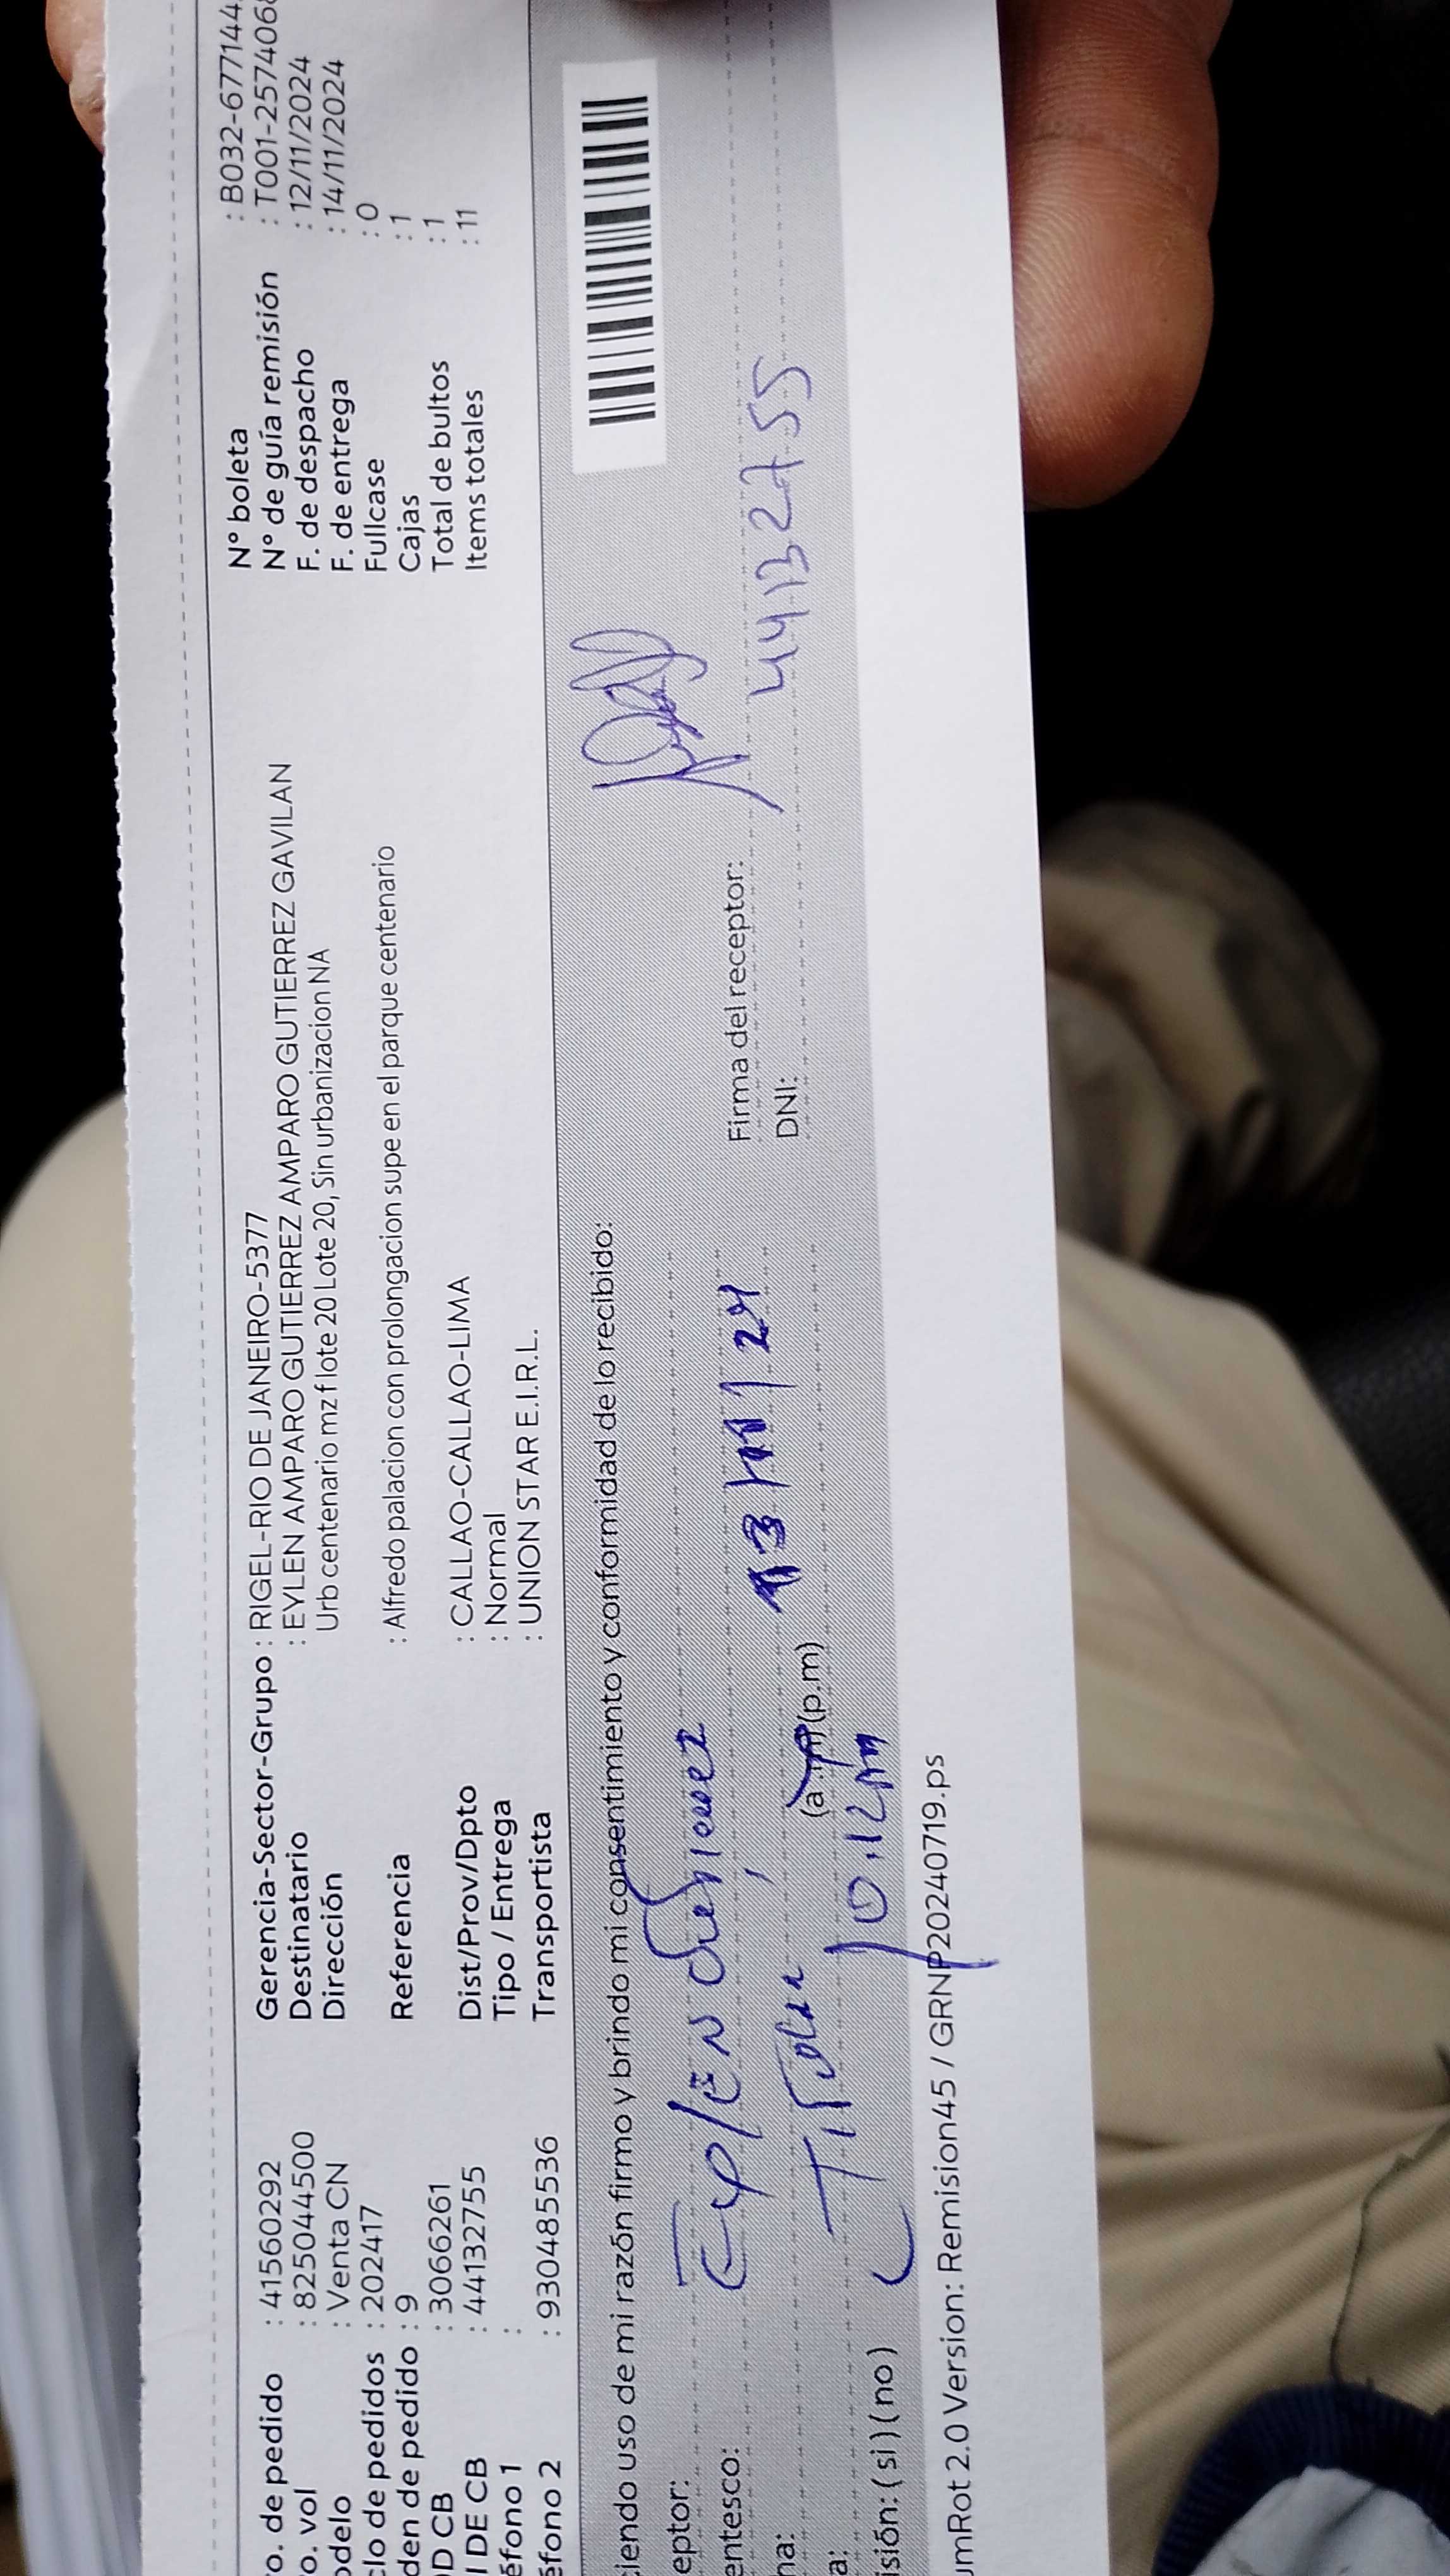 o. de pedido : 41560292
o. vol : 825044500
odelo : Venta CN
clo de pedidos : 202417
den de pedido : 9
D CB : 3066261
I DE CB : 44132755
éfono 1 :
éfono 2 : 930485536
Gerencia-Sector-Grupo : RIGEL-RIO DE JANEIRO-5377
Destinatario : EYLEN AMPARO GUTIERREZ AMPARO GUTIERREZ GAVILAN
Dirección Urb centenario mz f lote 20 Lote 20, Sin urbanizacion NA
Referencia : Alfredo palacion con prolongacion supe en el parque centenario
Dist/Prov/Dpto : CALLAO-CALLAO-LIMA
Tipo / Entrega : Normal
Transportista : UNION STAR E.I.R.L.
N° boleta : B032-677144
N° de guía remisión : T001-2574068
F. de despacho : 12/11/2024
F. de entrega : 14/11/2024
Fullcase : 0
Cajas : 1
Total de bultos : 1
Items totales : 11
ciendo uso de mi razón firmo y brindo mi consentimiento y conformidad de lo recibido:
eptor:
entesco: Titular
na: 13/11/24
a: 10.12 (a.m)(p.m)
isión: (si) (no)
Firma del receptor:
DNI: 44132755
umRot 2.0 Version: Remision45 / GRNP20240719.ps